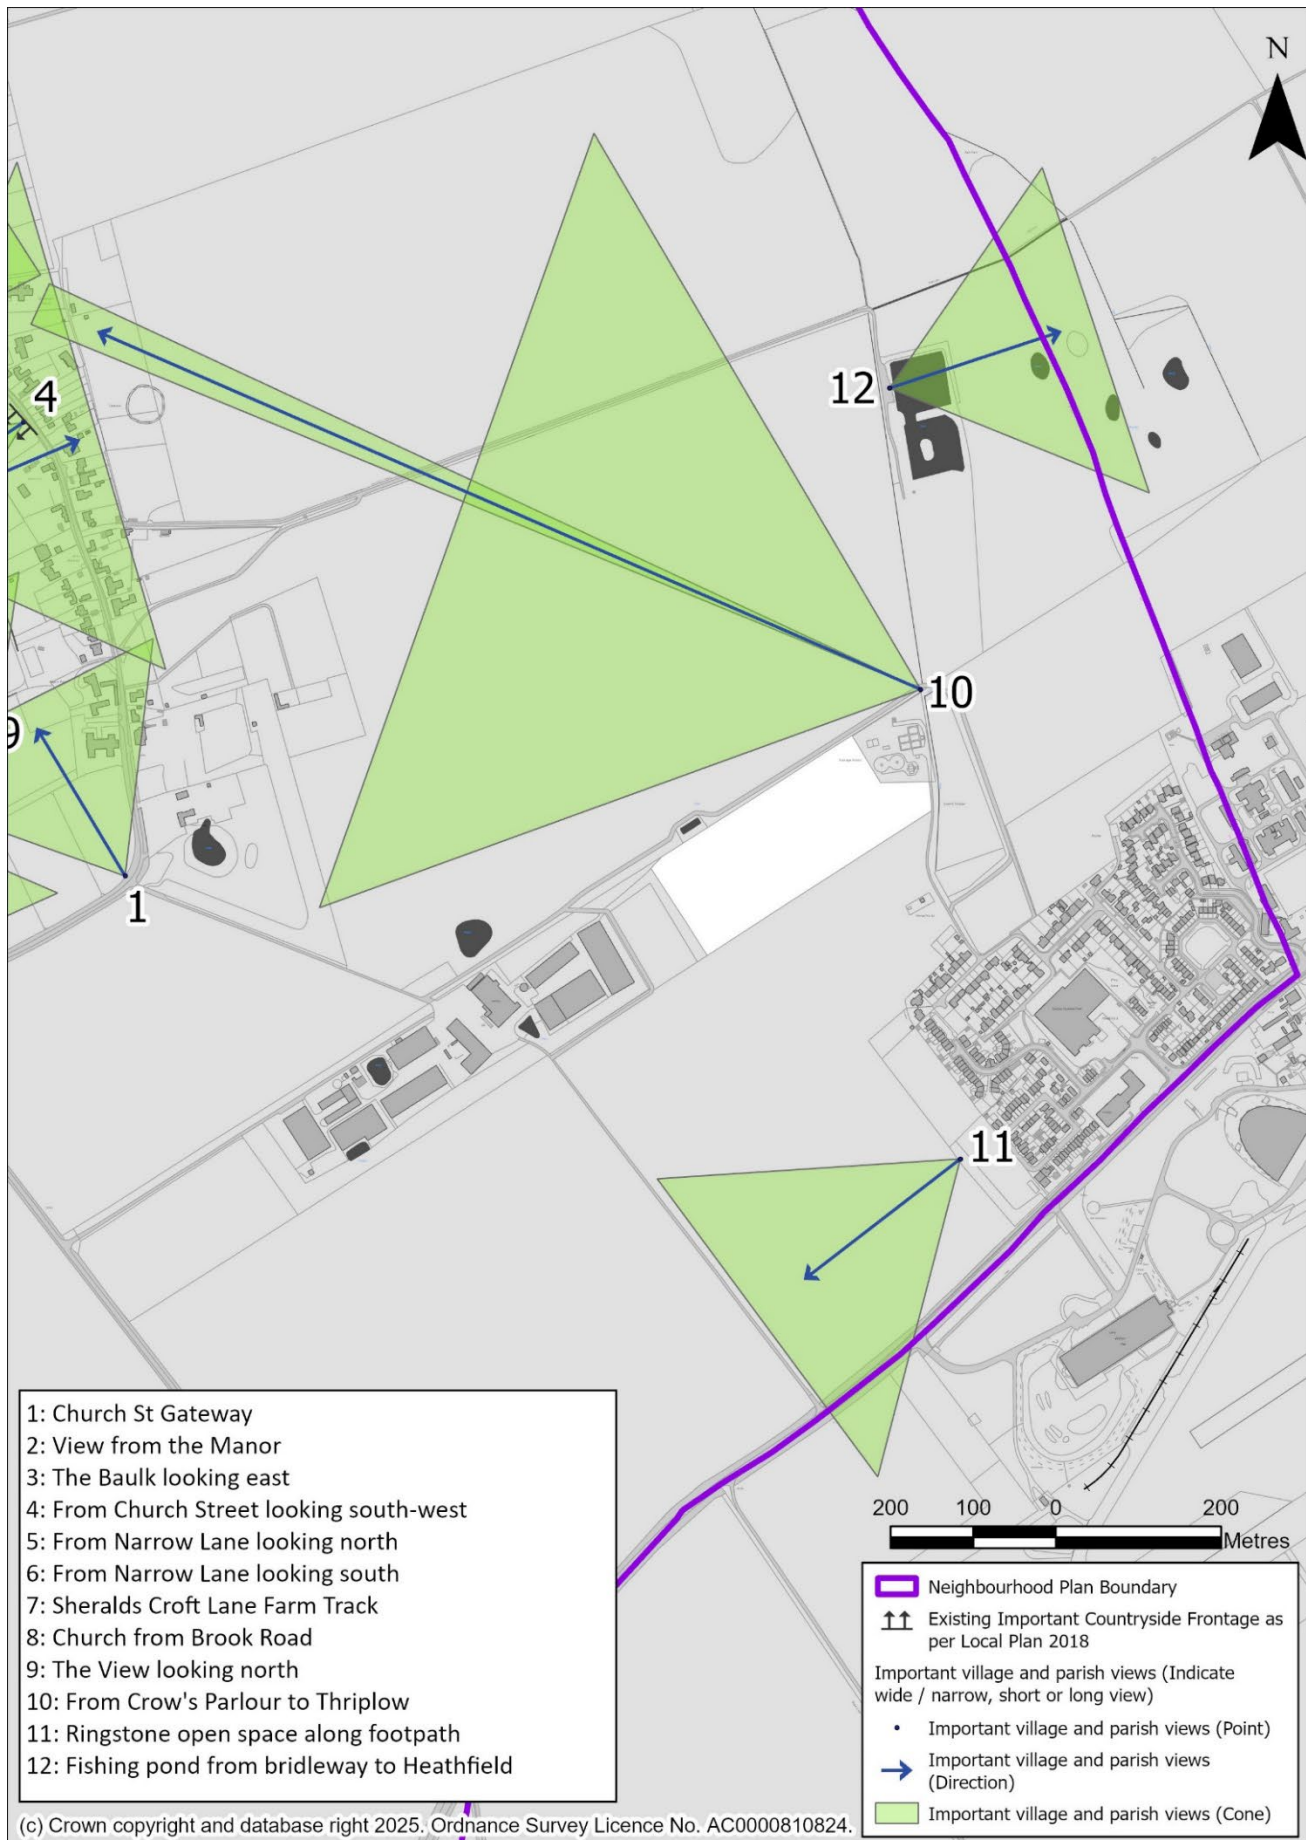 N
4
12
10
9
1
11
1: Church St Gateway
2: View from the Manor
3: The Baulk looking east
4: From Church Street looking south-west
5: From Narrow Lane looking north
6: From Narrow Lane looking south
7: Sheralds Croft Lane Farm Track
8: Church from Brook Road
9: The View looking north
10: From Crow's Parlour to Thriplow
11: Ringstone open space along footpath
12: Fishing pond from bridleway to Heathfield
200 100 0 200
Metres
Neighbourhood Plan Boundary
Existing Important Countryside Frontage as
per Local Plan 2018
Important village and parish views (Indicate
wide / narrow, short or long view)
Important village and parish views (Point)
Important village and parish views
(Direction)
Important village and parish views (Cone)
(c) Crown copyright and database right 2025. Ordnance Survey Licence No. AC0000810824.